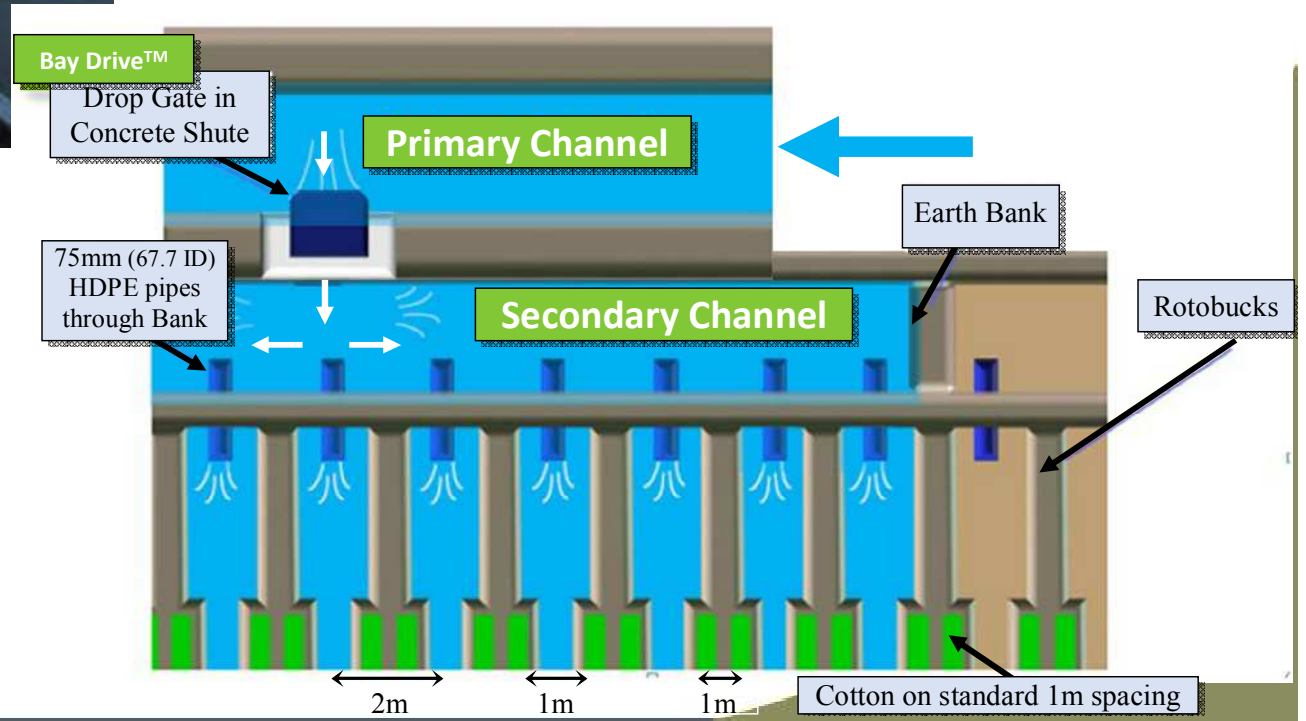 Bay Drive™
Drop Gate in
Concrete Shute
Primary Channel
Earth Bank
75mm (67.7 ID)
HDPE pipes
through Bank
Secondary Channel
Rotobucks
2m
1m
1m
Cotton on standard 1m spacing